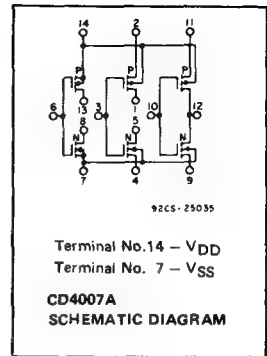 14 2 11
P P P
13 1
6 3 10 12
8 5
N N N
7 4 9
92CS-25035
Terminal No.14 – VDD
Terminal No. 7 – VSS
CD4007A
SCHEMATIC DIAGRAM